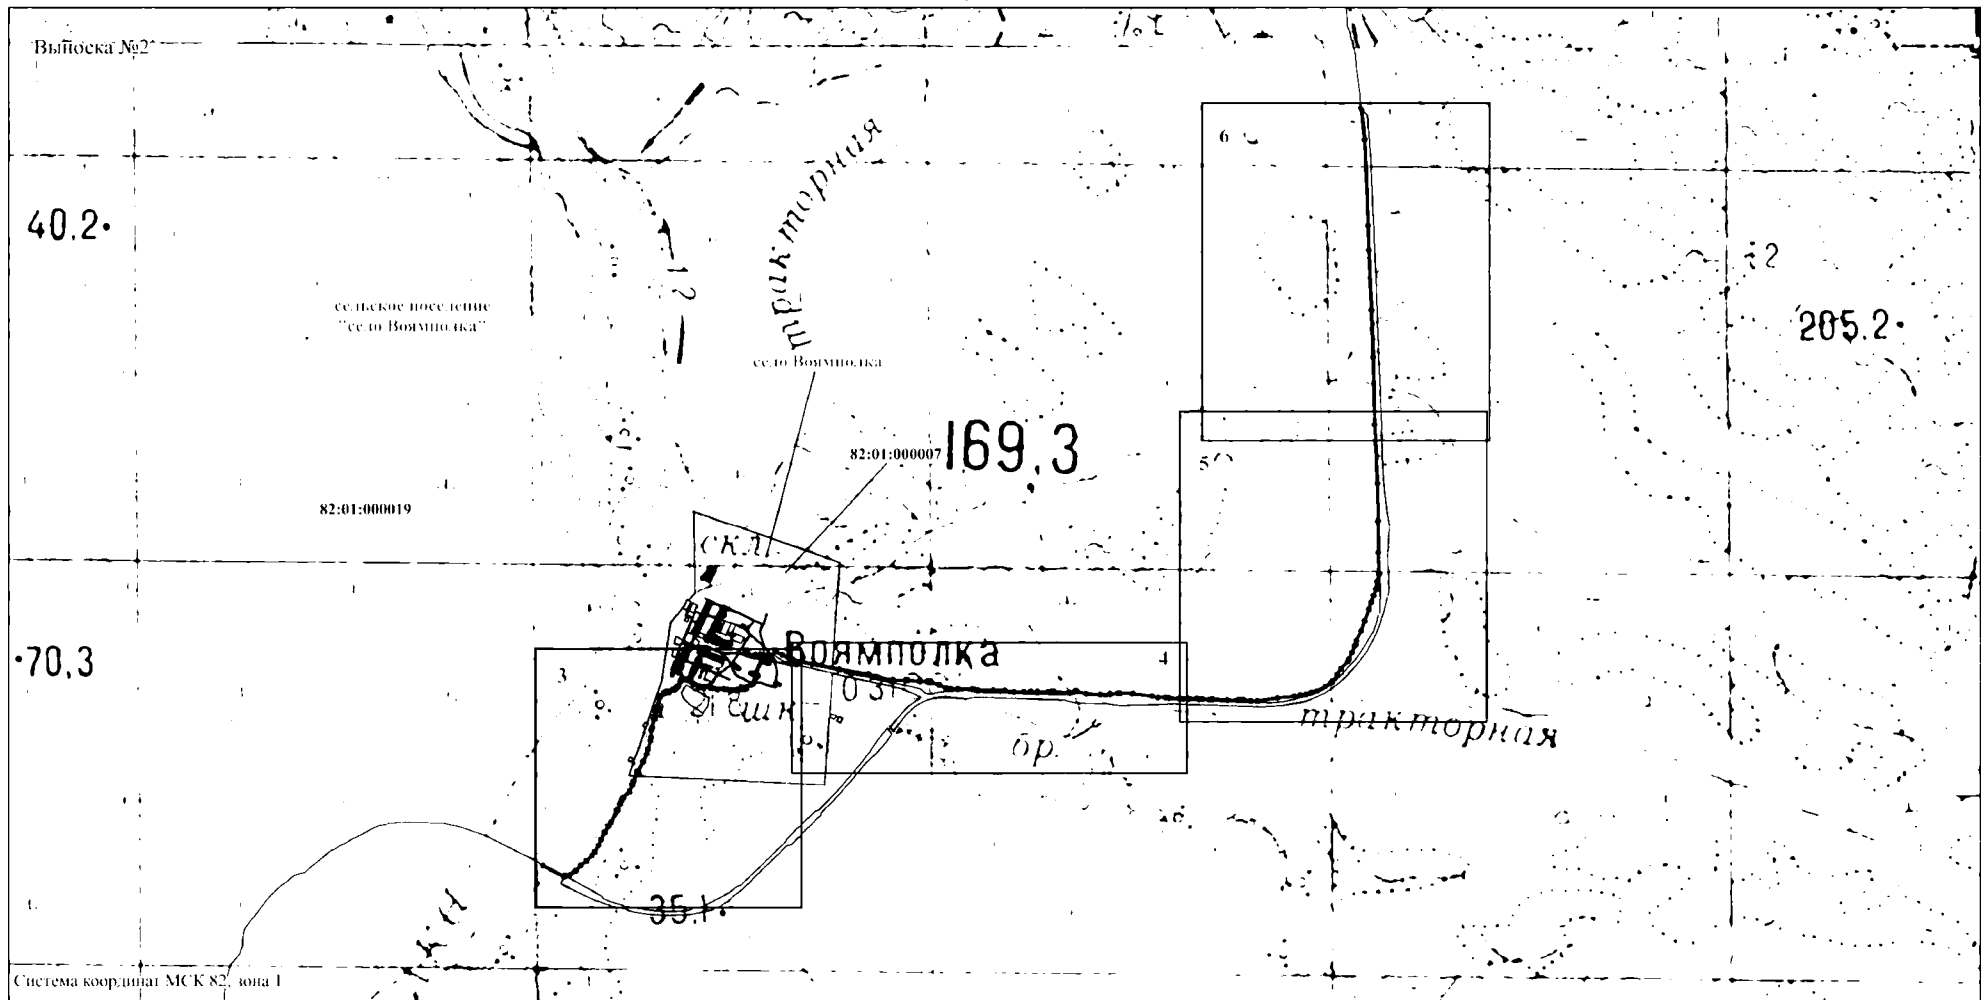 Выноска №2
6
тракторная
40.2
12
сельское поселение
"село Воямполка"
205.2
село Воямполка
169,3
82:01:000007
5
82:01:000019
скл.
Воямполка
70,3
3
4
тракторная
бр.
35.1
Система координат МСК 82, зона 1